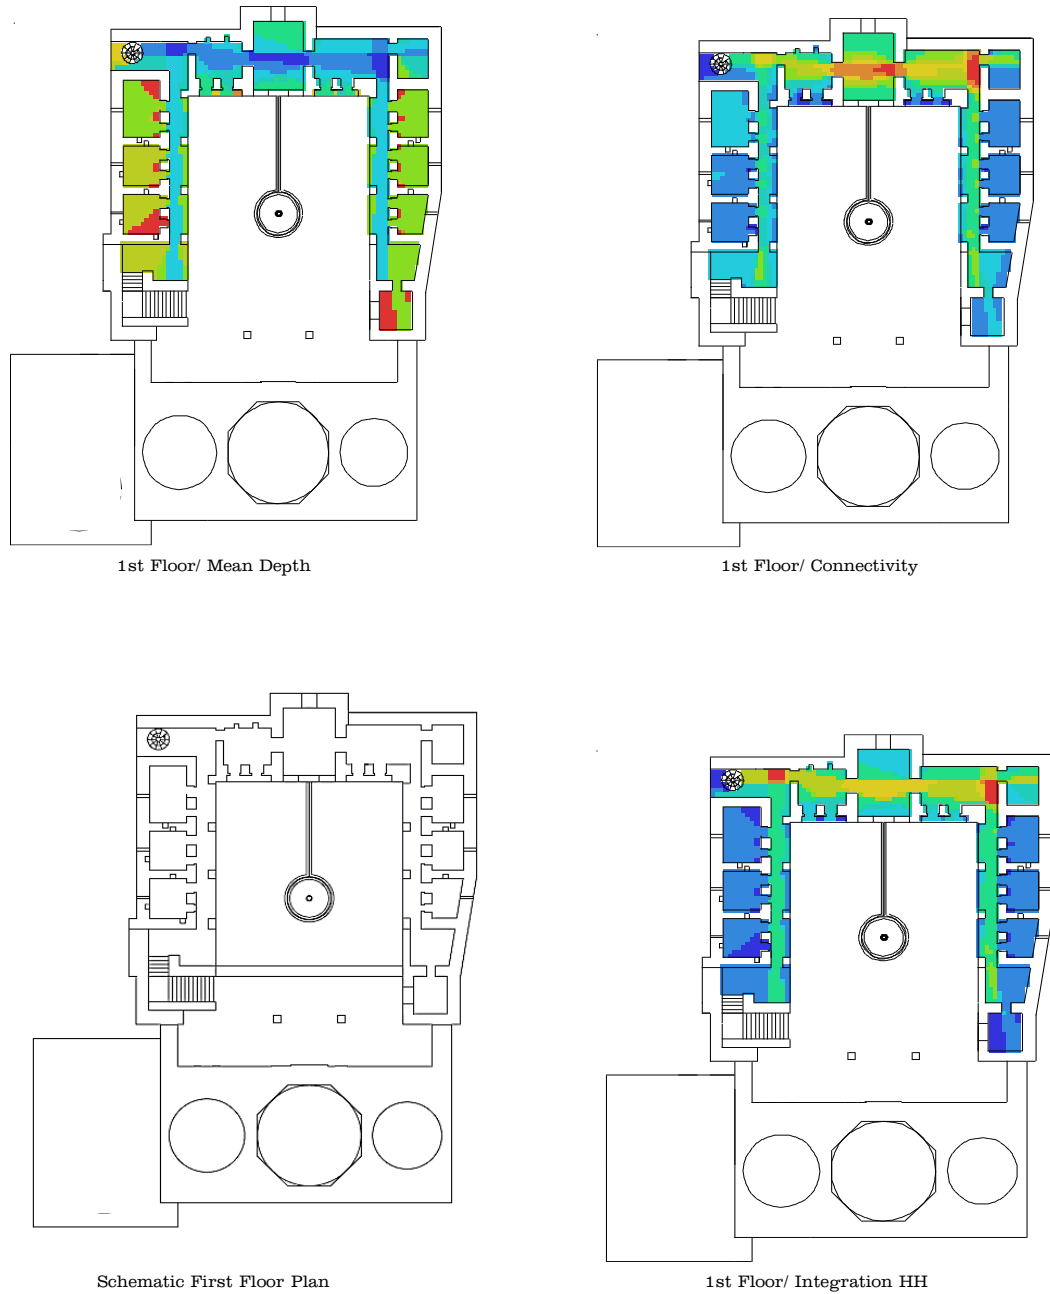 1st Floor/ Mean Depth
1st Floor/ Connectivity
Schematic First Floor Plan
1st Floor/ Integration HH